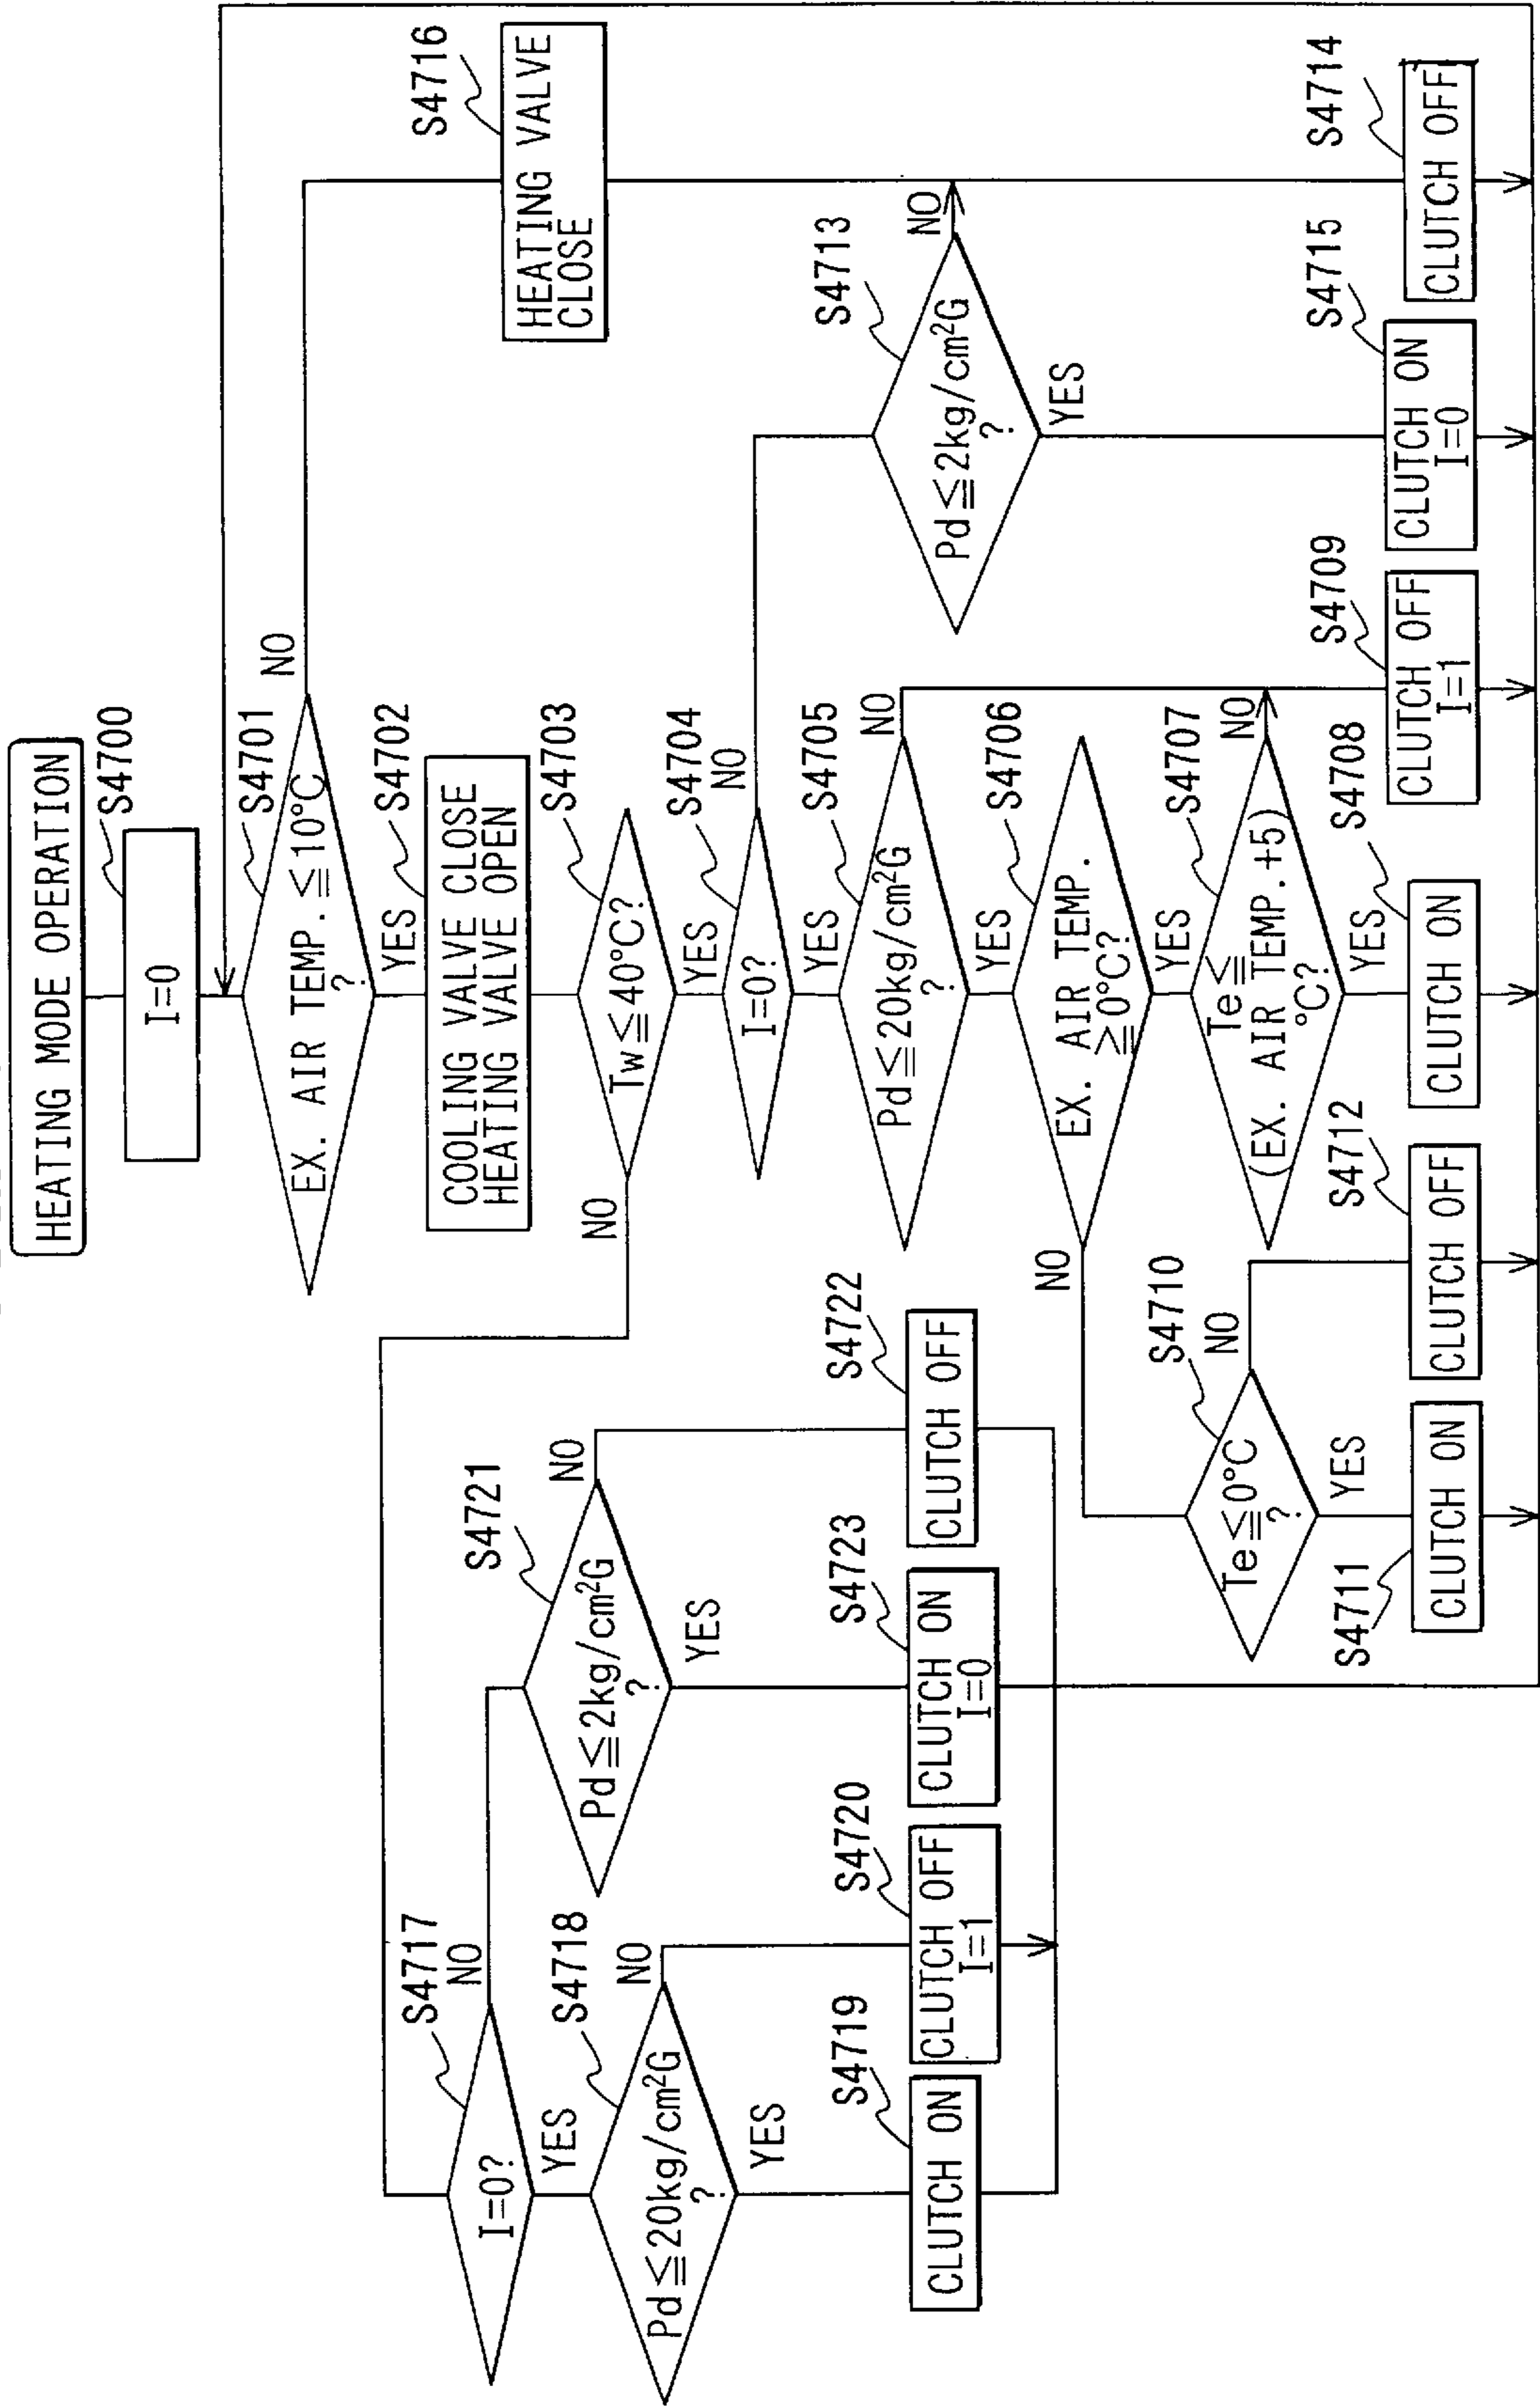 HEATING MODE OPERATION
S4700
I=0
S4701
EX. AIR TEMP.≦10°C
?
NO
YES
S4702
COOLING VALVE CLOSE
HEATING VALVE OPEN
S4716
HEATING VALVE
CLOSE
S4703
Tw≦40°C?
NO
YES
S4704
I=0?
NO
YES
S4705
Pd≦20kg/cm²G
?
NO
YES
S4713
Pd≦2kg/cm²G
?
NO
YES
S4706
EX. AIR TEMP.
≧0°C?
NO
YES
S4707
Te≦
(EX. AIR TEMP.+5)
°C?
NO
YES
S4708
CLUTCH ON
S4709
CLUTCH OFF
I=1
S4715
CLUTCH ON
I=0
S4714
CLUTCH OFF
S4710
Te≦0°C
?
NO
YES
S4711
CLUTCH ON
S4712
CLUTCH OFF
S4717
I=0?
NO
YES
S4718
Pd≦20kg/cm²G
?
NO
YES
S4721
Pd≦2kg/cm²G
?
NO
YES
S4719
CLUTCH ON
S4720
CLUTCH OFF
I=1
S4723
CLUTCH ON
I=0
S4722
CLUTCH OFF